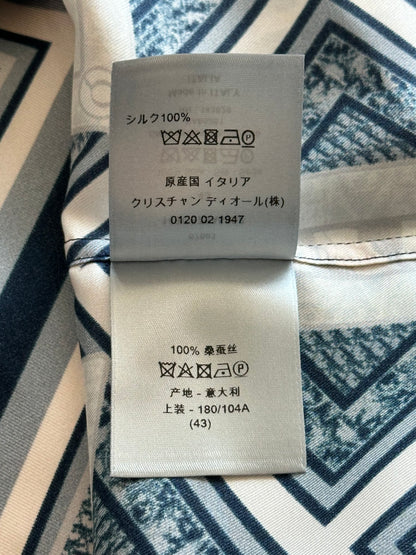 シルク100%
原産国 イタリア
クリスチャン ディオール(株)
0120 02 1947
100% 桑蚕丝
产地 - 意大利
上装 - 180/104A
(43)